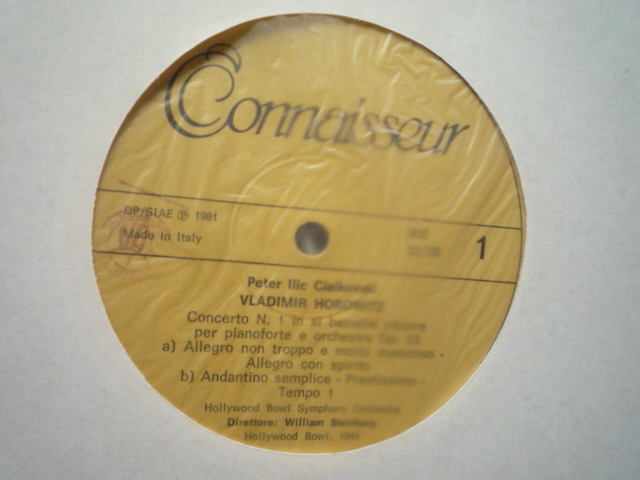 Connaisseur
DP/SIAE ℗ 1981
Made in Italy
1
Peter Ilic Ciaikovski
VLADIMIR HOROWITZ
Concerto N. 1 in si bemolle minore
per pianoforte e orchestra Op. 23
a) Allegro non troppo e molto maestoso -
Allegro con spirito
b) Andantino semplice - Prestissimo -
Tempo 1
Hollywood Bowl Symphony Orchestra
Direttore: William Steinberg
Hollywood Bowl,